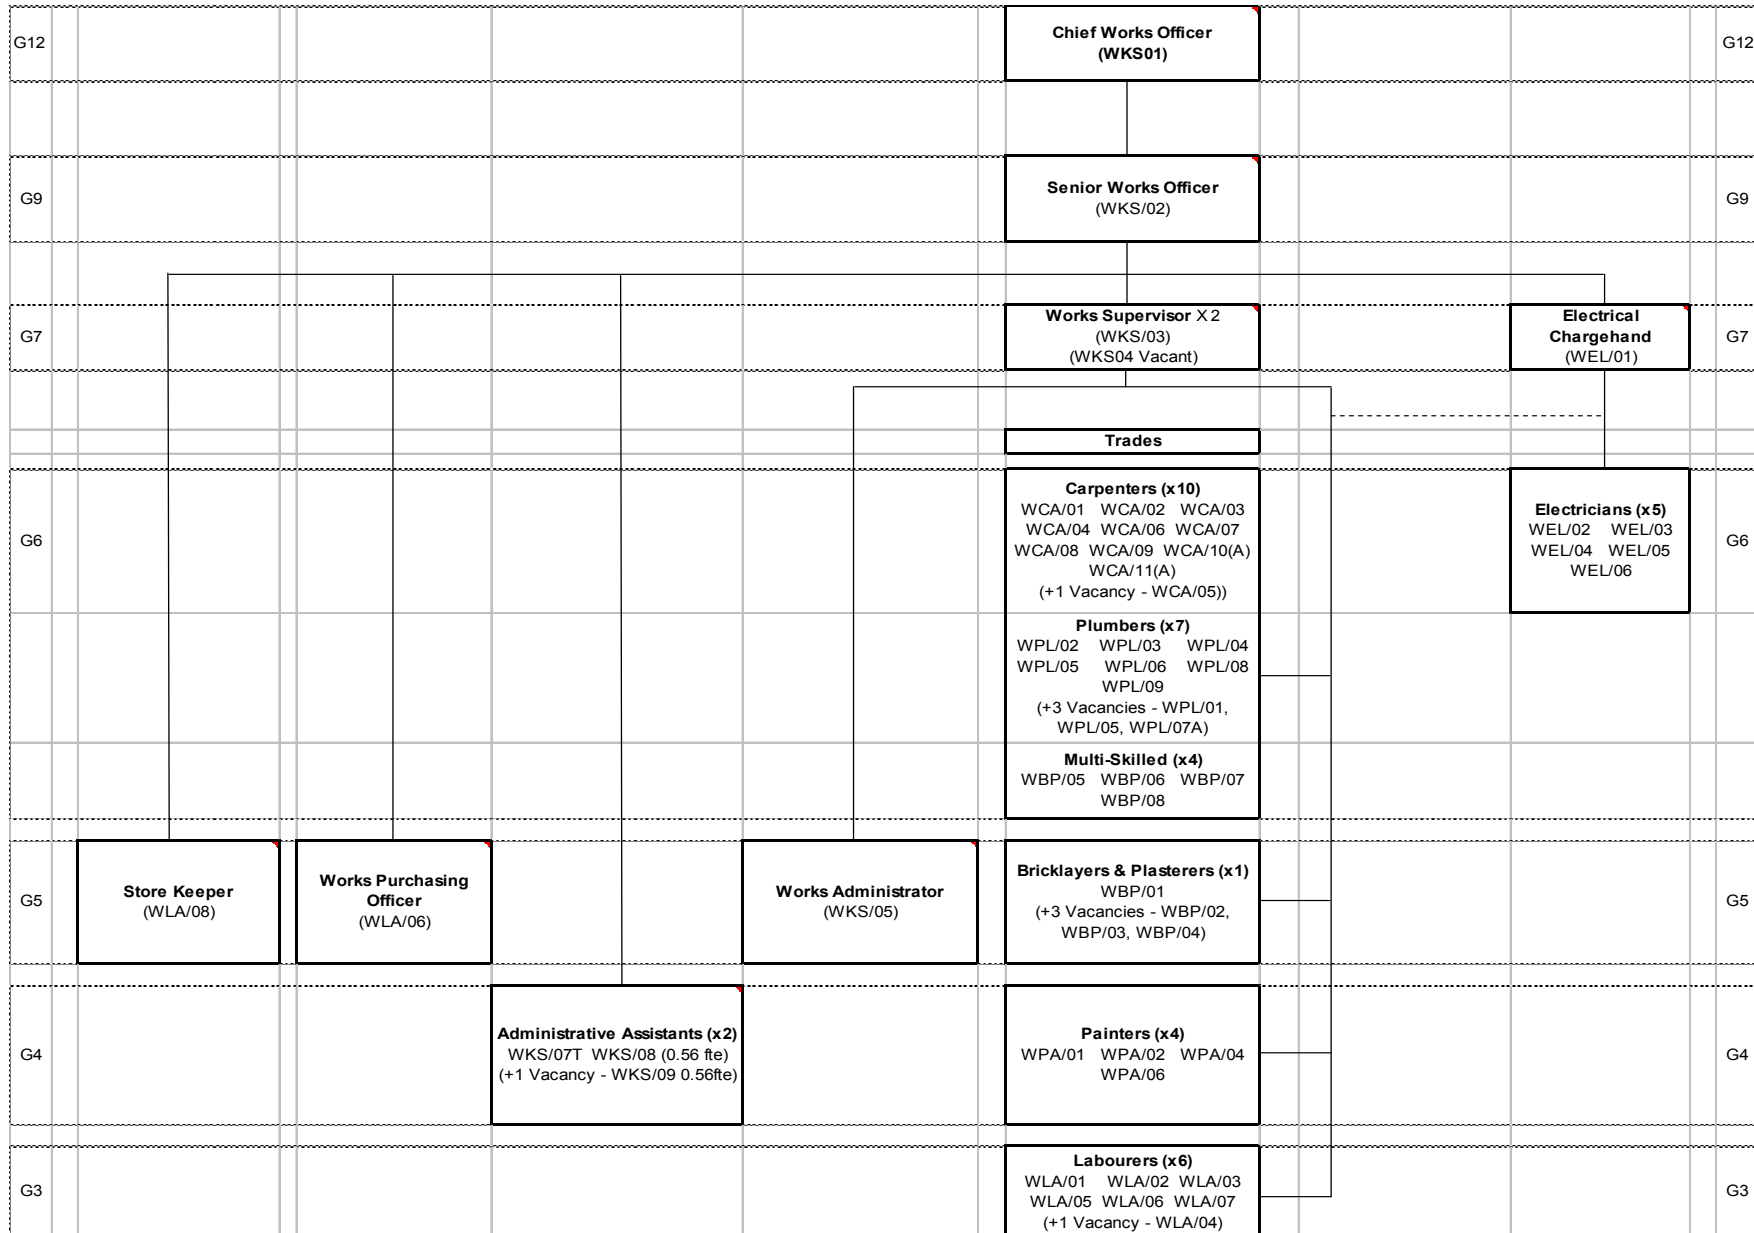 Chief Works Officer
(WKS01)
G12
G12
Senior Works Officer
(WKS/02)
G9
G9
Works Supervisor X 2
(WKS/03)
(WKS04 Vacant)
Electrical
Chargehand
(WEL/01)
G7
G7
Trades
Carpenters (x10)
WCA/01 WCA/02 WCA/03
WCA/04 WCA/06 WCA/07
WCA/08 WCA/09 WCA/10(A)
WCA/11(A)
(+1 Vacancy - WCA/05))
Electricians (x5)
WEL/02 WEL/03
WEL/04 WEL/05
WEL/06
G6
G6
Plumbers (x7)
WPL/02 WPL/03 WPL/04
WPL/05 WPL/06 WPL/08
WPL/09
(+3 Vacancies - WPL/01,
WPL/05, WPL/07A)
Multi-Skilled (x4)
WBP/05 WBP/06 WBP/07
WBP/08
G5
Store Keeper
(WLA/08)
Works Purchasing
Officer
(WLA/06)
Works Administrator
(WKS/05)
Bricklayers & Plasterers (x1)
WBP/01
(+3 Vacancies - WBP/02,
WBP/03, WBP/04)
G5
G4
Administrative Assistants (x2)
WKS/07T WKS/08 (0.56 fte)
(+1 Vacancy - WKS/09 0.56fte)
Painters (x4)
WPA/01 WPA/02 WPA/04
WPA/06
G4
G3
Labourers (x6)
WLA/01 WLA/02 WLA/03
WLA/05 WLA/06 WLA/07
(+1 Vacancy - WLA/04)
G3